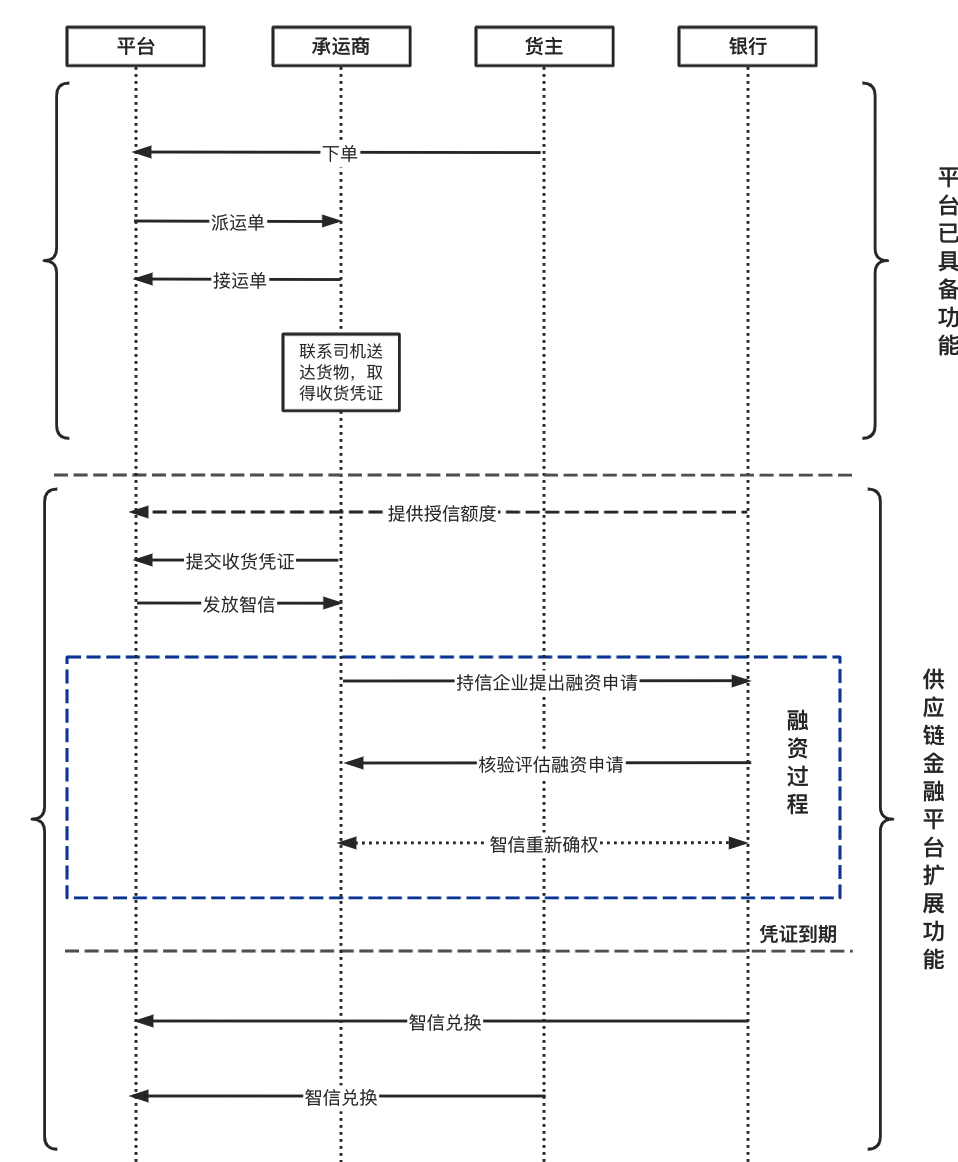 平台
承运商
货主
银行
下单
派运单
接运单
联系司机送
达货物，取
得收货凭证
平台已具备功能
提供授信额度
提交收货凭证
发放智信
持信企业提出融资申请
核验评估融资申请
智信重新确权
融资过程
供应链金融平台扩展功能
凭证到期
智信兑换
智信兑换